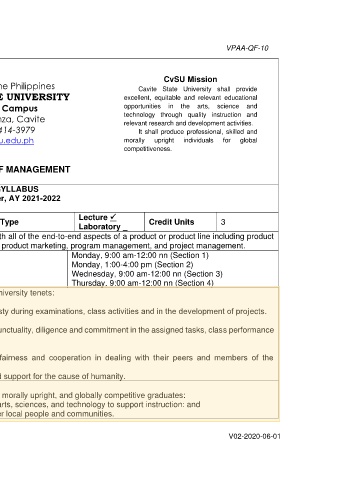 VPAA-QF-10
CvSU Mission
Cavite State University shall provide
excellent, equitable and relevant educational
opportunities in the arts, science and
technology through quality instruction and
relevant research and development activities.
It shall produce professional, skilled and
morally upright individuals for global
competitiveness.
he Philippines
E UNIVERSITY
Campus
nza, Cavite
414-3979
u.edu.ph
F MANAGEMENT
SYLLABUS
er, AY 2021-2022
Type
Lecture ✓
Laboratory _
Credit Units
3
th all of the end-to-end aspects of a product or product line including product
product marketing, program management, and project management.
Monday, 9:00 am-12:00 nn (Section 1)
Monday, 1:00-4:00 pm (Section 2)
Wednesday, 9:00 am-12:00 nn (Section 3)
Thursday, 9:00 am-12:00 nn (Section 4)
niversity tenets:
sty during examinations, class activities and in the development of projects.
unctuality, diligence and commitment in the assigned tasks, class performance
fairness and cooperation in dealing with their peers and members of the
d support for the cause of humanity.
morally upright, and globally competitive graduates;
arts, sciences, and technology to support instruction: and
er local people and communities.
V02-2020-06-01